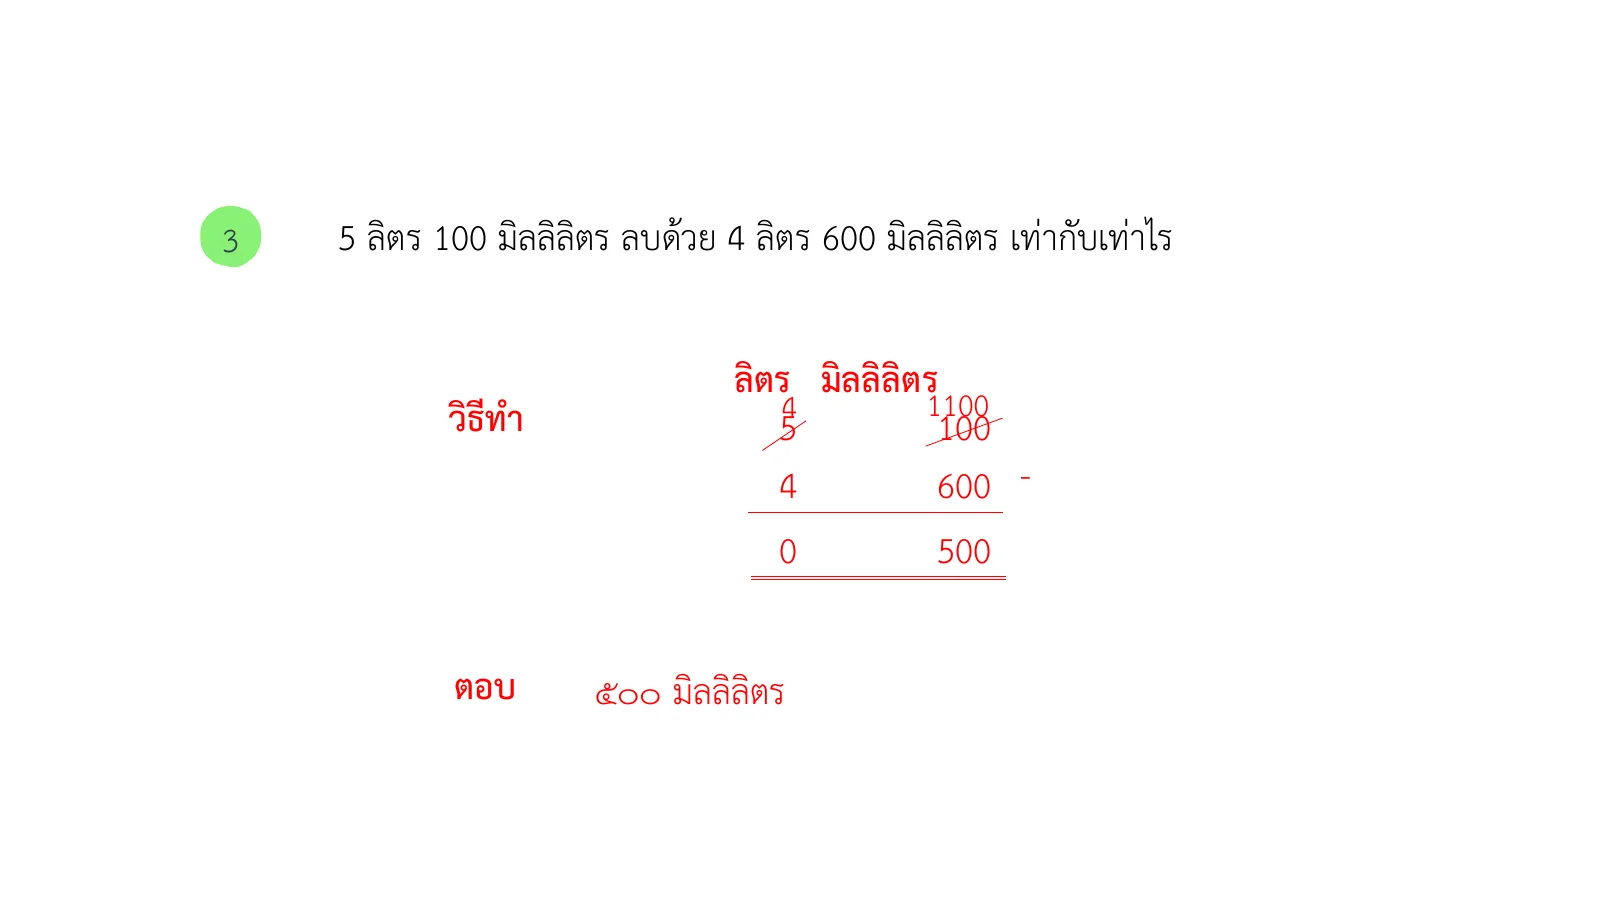 3 5 ลิตร 100 มิลลิลิตร ลบด้วย 4 ลิตร 600 มิลลิลิตร เท่ากับเท่าไร
ลิตร มิลลิลิตร
4 1100
วิธีทำ 5 100
4 600 -
0 500
ตอบ ๕๐๐ มิลลิลิตร